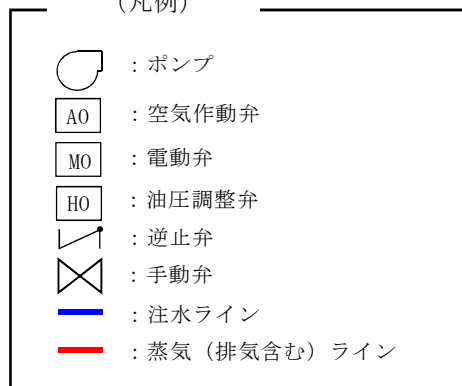 (凡例)
：ポンプ
AO ：空気作動弁
MO ：電動弁
HO ：油圧調整弁
：逆止弁
：手動弁
：注水ライン
：蒸気（排気含む）ライン